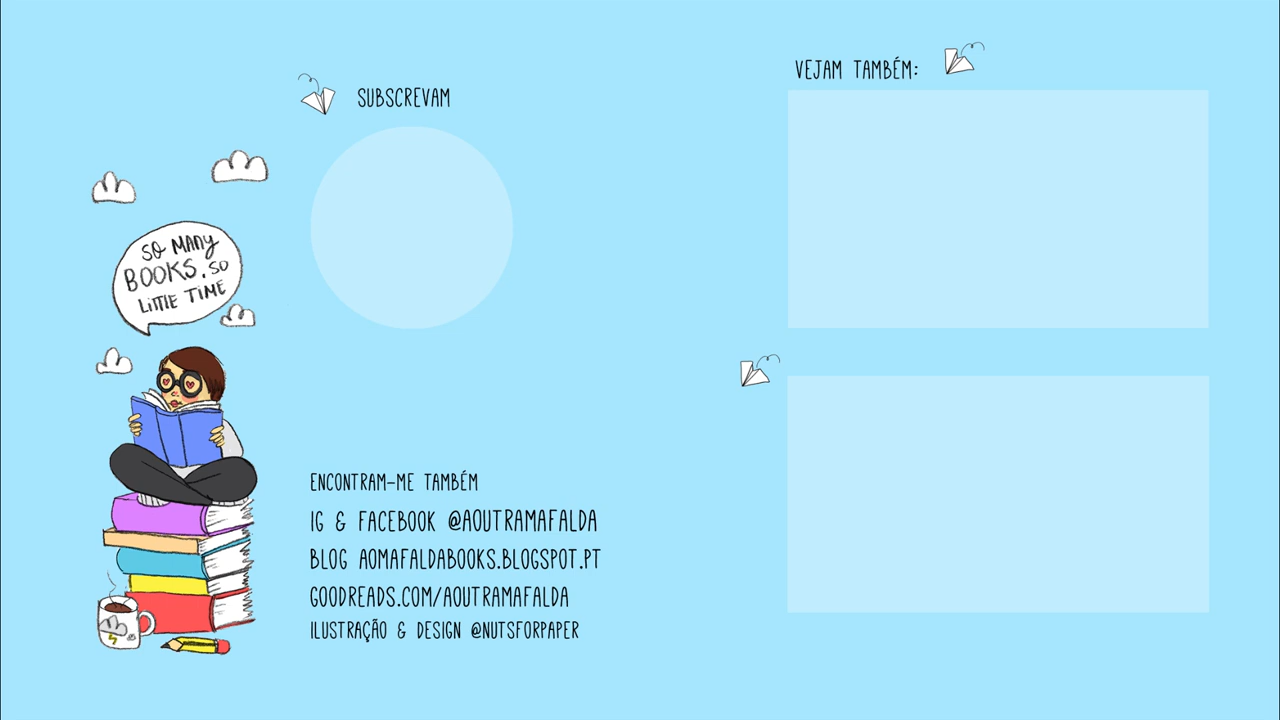 SUBSCREVAM
VEJAM TAMBÉM:
SO MANY
BOOKS, SO
LITTLE TIME
ENCONTRAM-ME TAMBÉM
IG & FACEBOOK @AOUTRAMAFALDA
BLOG AOMAFALDABOOKS.BLOGSPOT.PT
GOODREADS.COM/AOUTRAMAFALDA
ILUSTRAÇÃO & DESIGN @NUTSFORPAPER